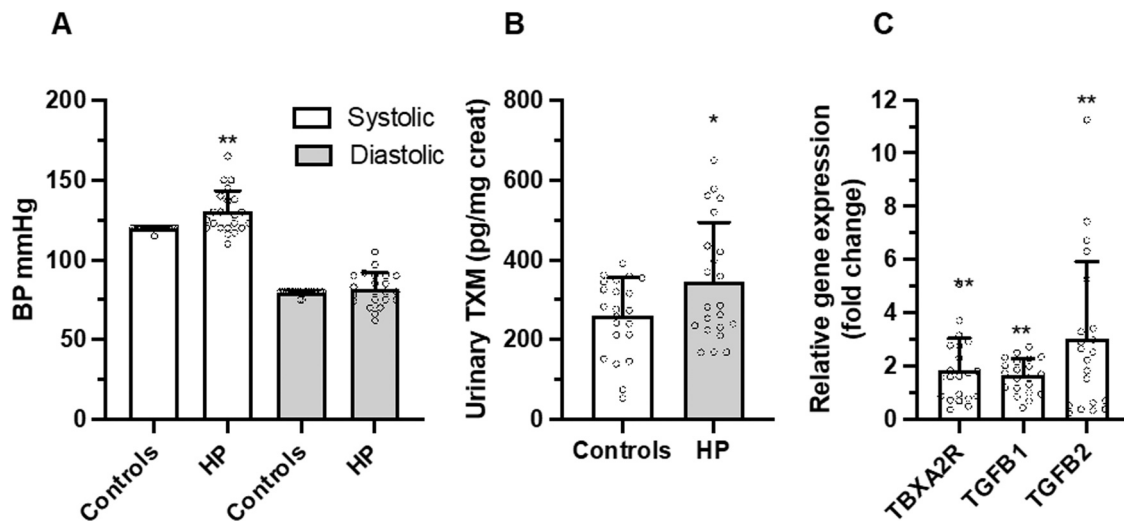 A
BP mmHg
200
150
100
50
0
**
Systolic
Diastolic
Controls
HP
Controls
HP
B
Urinary TXM (pg/mg creat)
800
600
400
200
0
*
Controls
HP
C
Relative gene expression
(fold change)
12
10
8
6
4
2
0
**
**
**
TBXA2R
TGFB1
TGFB2